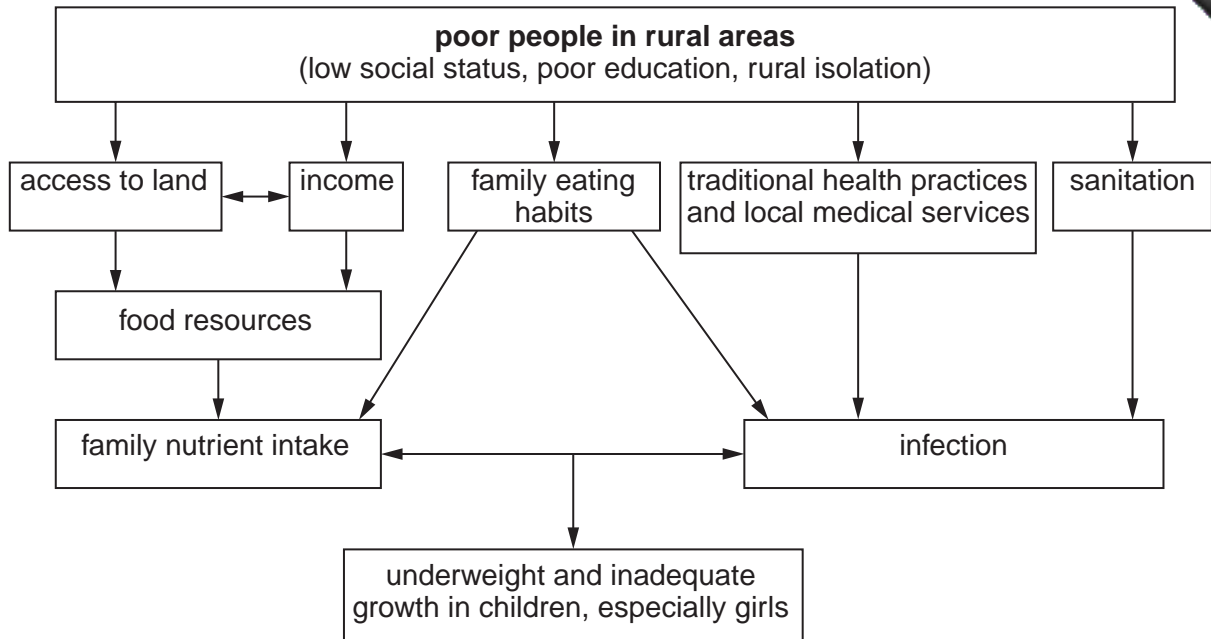 poor people in rural areas
(low social status, poor education, rural isolation)
access to land
income
family eating
habits
traditional health practices
and local medical services
sanitation
food resources
family nutrient intake
infection
underweight and inadequate
growth in children, especially girls